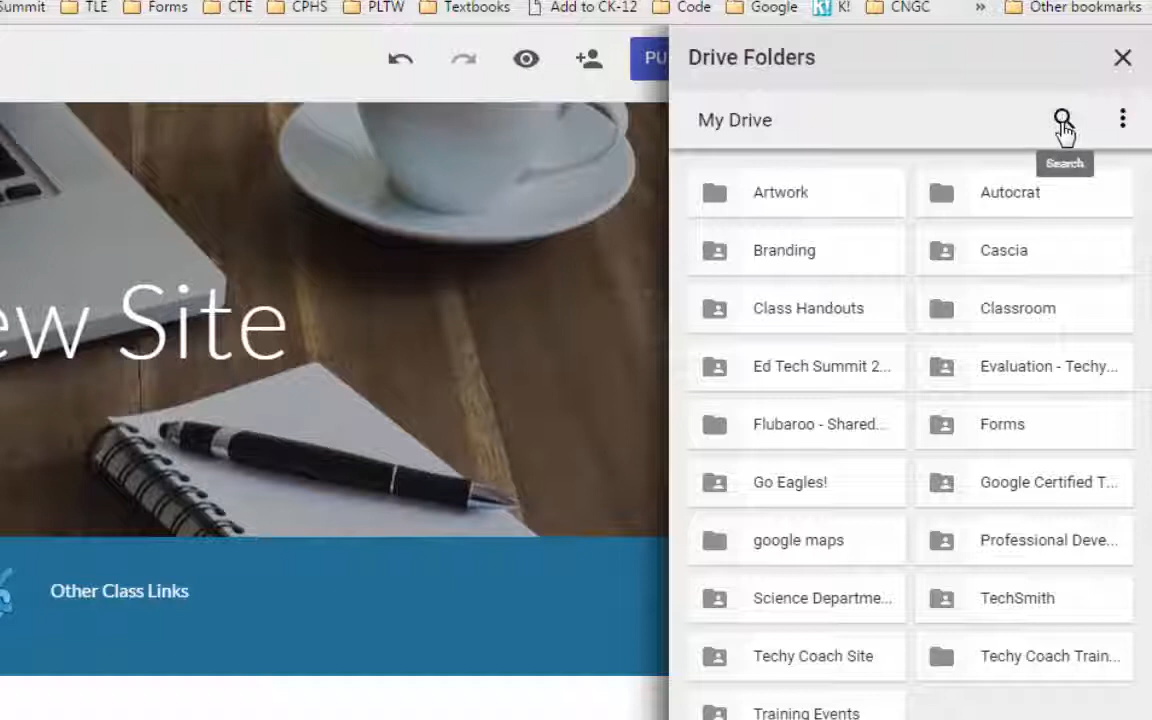 Summit TLE Forms CTE CPHS PLTW Textbooks Add to CK-12 Code Google K! CNGC » Other bookmarks
PU
Drive Folders
My Drive
Search
Artwork Autocrat
Branding Cascia
Class Handouts Classroom
Ed Tech Summit 2... Evaluation - Techy...
Flubaroo - Shared... Forms
Go Eagles! Google Certified T...
google maps Professional Deve...
Science Departme... TechSmith
Techy Coach Site Techy Coach Train...
Training Events
ew Site
Other Class Links